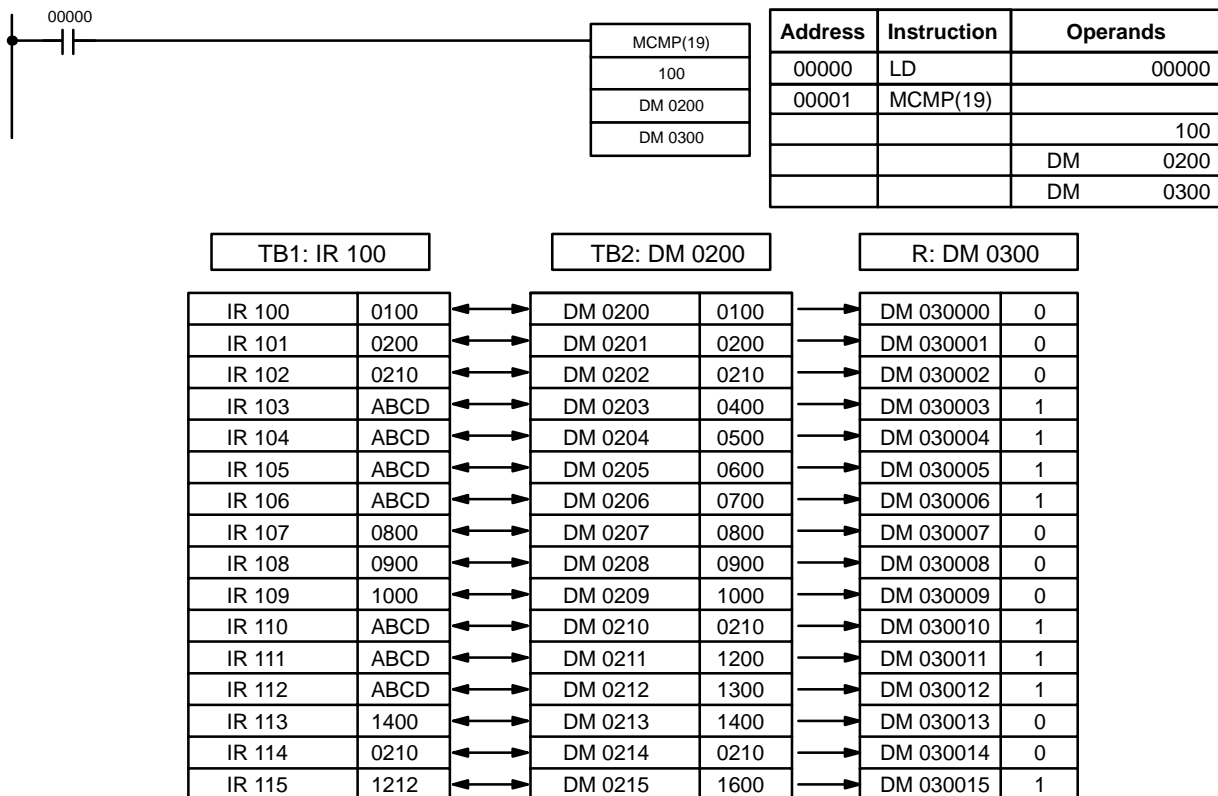 00000
MCMP(19)
100
DM 0200
DM 0300
Address Instruction Operands
00000 LD 00000
00001 MCMP(19)
100
DM 0200
DM 0300
TB1: IR 100 TB2: DM 0200 R: DM 0300
IR 100 0100 DM 0200 0100 DM 030000 0
IR 101 0200 DM 0201 0200 DM 030001 0
IR 102 0210 DM 0202 0210 DM 030002 0
IR 103 ABCD DM 0203 0400 DM 030003 1
IR 104 ABCD DM 0204 0500 DM 030004 1
IR 105 ABCD DM 0205 0600 DM 030005 1
IR 106 ABCD DM 0206 0700 DM 030006 1
IR 107 0800 DM 0207 0800 DM 030007 0
IR 108 0900 DM 0208 0900 DM 030008 0
IR 109 1000 DM 0209 1000 DM 030009 0
IR 110 ABCD DM 0210 0210 DM 030010 1
IR 111 ABCD DM 0211 1200 DM 030011 1
IR 112 ABCD DM 0212 1300 DM 030012 1
IR 113 1400 DM 0213 1400 DM 030013 0
IR 114 0210 DM 0214 0210 DM 030014 0
IR 115 1212 DM 0215 1600 DM 030015 1